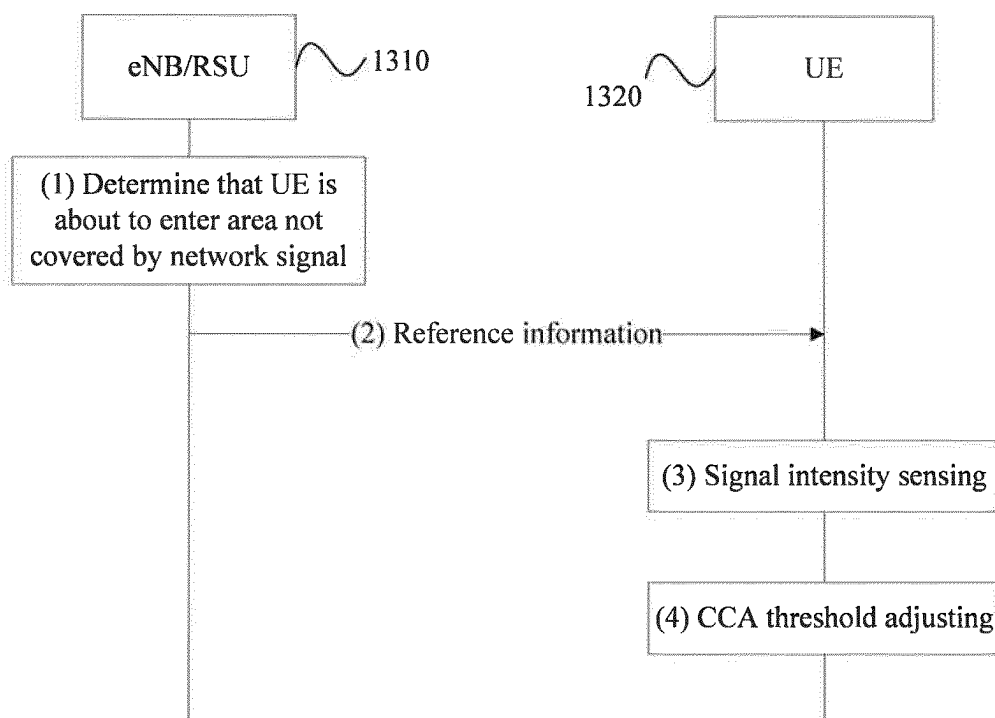 eNB/RSU
1310
1320
UE
(1) Determine that UE is
about to enter area not
covered by network signal
(2) Reference information
(3) Signal intensity sensing
(4) CCA threshold adjusting